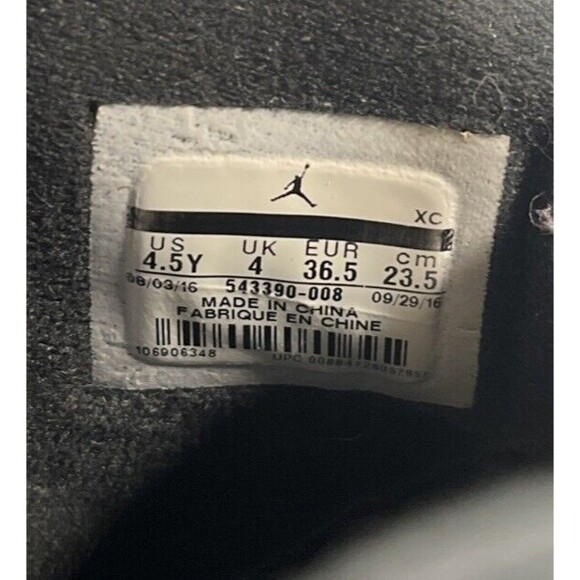 XC
US UK EUR cm
4.5Y 4 36.5 23.5
08/03/16 543390-008 09/29/16
MADE IN CHINA
FABRIQUE EN CHINE
106906348 UPC